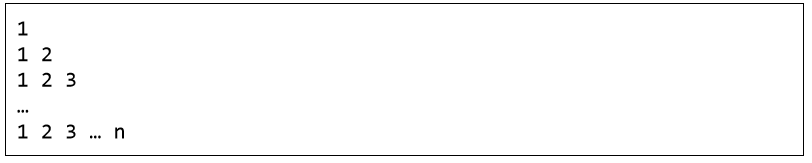 1
1 2
1 2 3
…
1 2 3 … n